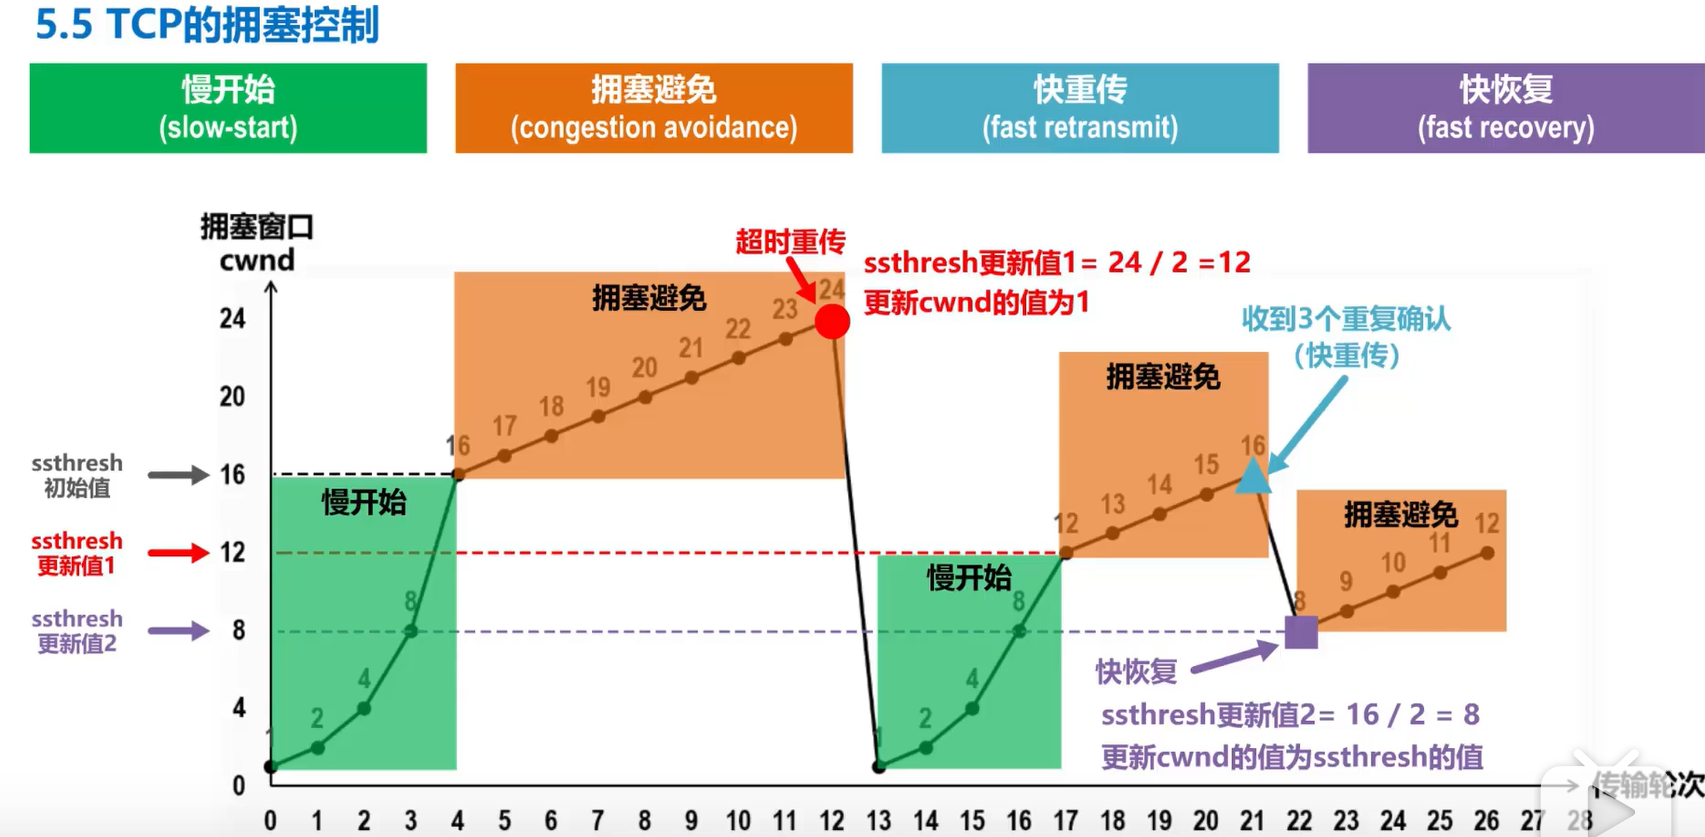 5.5 TCP的拥塞控制
慢开始
(slow-start)
拥塞避免
(congestion avoidance)
快重传
(fast retransmit)
快恢复
(fast recovery)
拥塞窗口
cwnd
超时重传
ssthresh更新值1= 24 / 2 =12
更新cwnd的值为1
收到3个重复确认
(快重传)
拥塞避免
拥塞避免
拥塞避免
慢开始
慢开始
24
20
16
12
8
4
0
ssthresh
初始值
ssthresh
更新值1
ssthresh
更新值2
1
2
4
8
16
17
18
19
20
21
22
23
24
1
2
4
8
12
13
14
15
16
8
9
10
11
12
快恢复
ssthresh更新值2= 16 / 2 = 8
更新cwnd的值为ssthresh的值
传输轮次
0 1 2 3 4 5 6 7 8 9 10 11 12 13 14 15 16 17 18 19 20 21 22 23 24 25 26 27 28